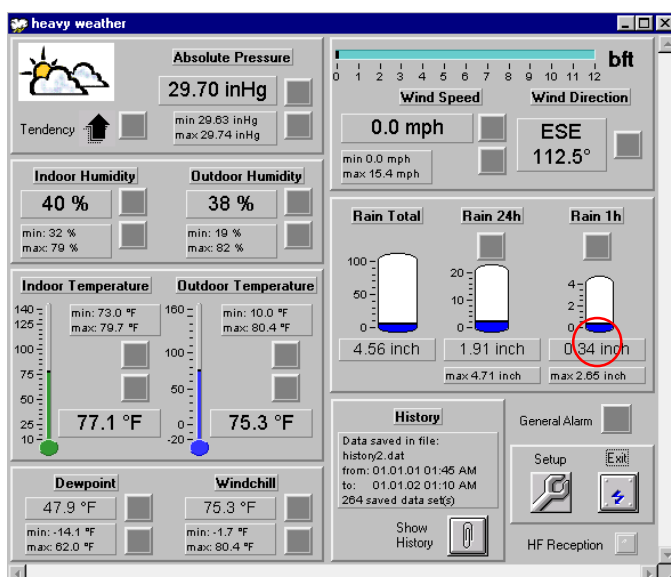 heavy weather
Absolute Pressure
29.70 inHg
Tendency
min 29.63 inHg
max 29.74 inHg
Indoor Humidity
40 %
min: 32 %
max: 79 %
Outdoor Humidity
38 %
min: 19 %
max: 82 %
Indoor Temperature
140
125
100
75
50
25
10
min: 73.0 °F
max: 79.7 °F
77.1 °F
Outdoor Temperature
160
100
50
0
-20
min: 10.0 °F
max: 80.4 °F
75.3 °F
Dewpoint
47.9 °F
min: -14.1 °F
max: 62.0 °F
Windchill
75.3 °F
min: -1.7 °F
max: 80.4 °F
bft
0 1 2 3 4 5 6 7 8 9 10 11 12
Wind Speed
0.0 mph
min 0.0 mph
max 15.4 mph
Wind Direction
ESE
112.5°
Rain Total
100
50
0
4.56 inch
Rain 24h
20
10
0
1.91 inch
max 4.71 inch
Rain 1h
4
2
0
0.34 inch
max 2.65 inch
History
Data saved in file:
history2.dat
from: 01.01.01 01:45 AM
to: 01.01.02 01:10 AM
264 saved data set(s)
Show
History
General Alarm
Setup
Exit
HF Reception